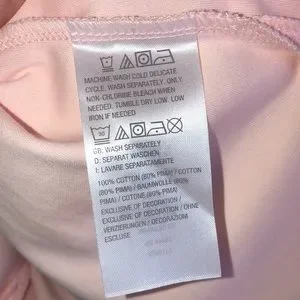 MACHINE WASH COLD DELICATE
CYCLE. WASH SEPARATELY. ONLY
NON-CHLORINE BLEACH WHEN
NEEDED. TUMBLE DRY LOW. LOW
IRON IF NEEDED
30
GB: WASH SEPARATELY
D: SEPARAT WASCHEN
I: LAVARE SEPARATAMENTE
100% COTTON (80% PIMA) / COTTON
(80% PIMA) / BAUMWOLLE (80%
PIMA) / COTONE (80% PIMA)
EXCLUSIVE OF DECORATION /
EXCLUSIVE OF DECORATION / OHNE
VERZIERUNGEN / DECORAZIONI
ESCLUSE